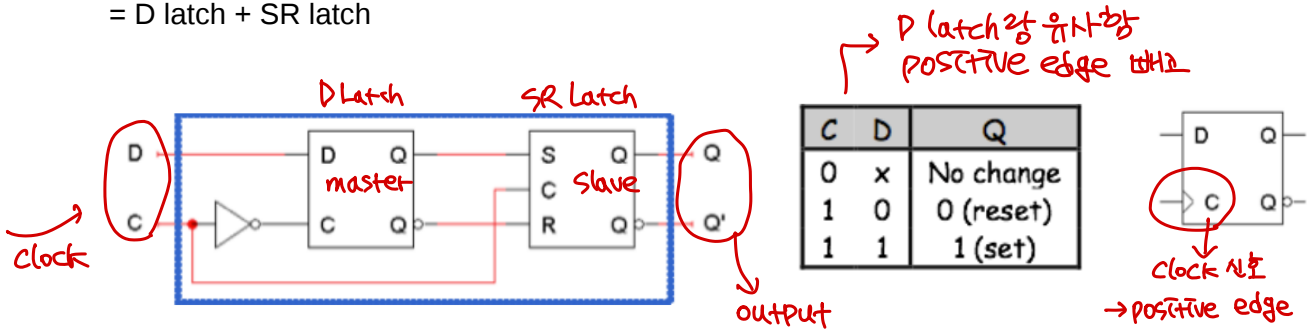 = D latch + SR latch
D latch랑 유사함
positive edge 빼고
D Latch
SR Latch
D
C
D Q
master
C Q
S Q
C slave
R Q
Q
Q'
clock
output
C D Q
0 x No change
1 0 0 (reset)
1 1 1 (set)
D Q
C Q
clock 신호
→ positive edge